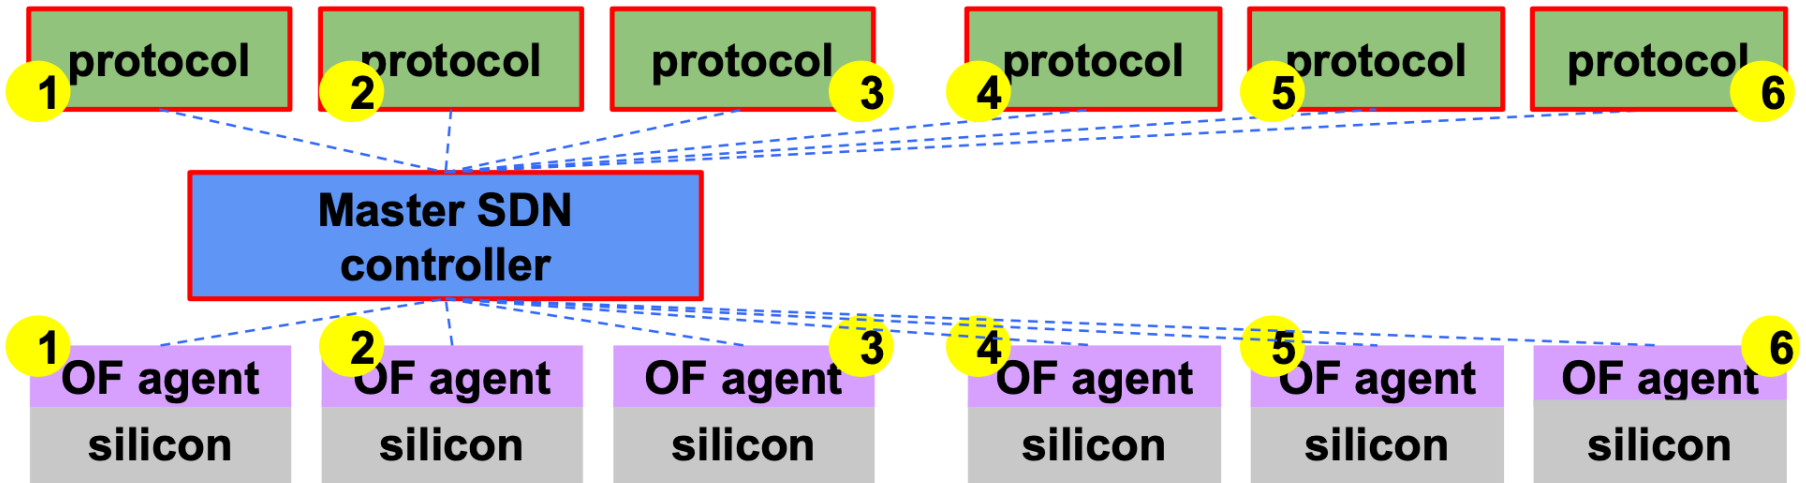 protocol
1
protocol
2
protocol
3
protocol
4
protocol
5
protocol
6
Master SDN
controller
1
OF agent
silicon
2
OF agent
silicon
3
OF agent
silicon
4
OF agent
silicon
5
OF agent
silicon
6
OF agent
silicon